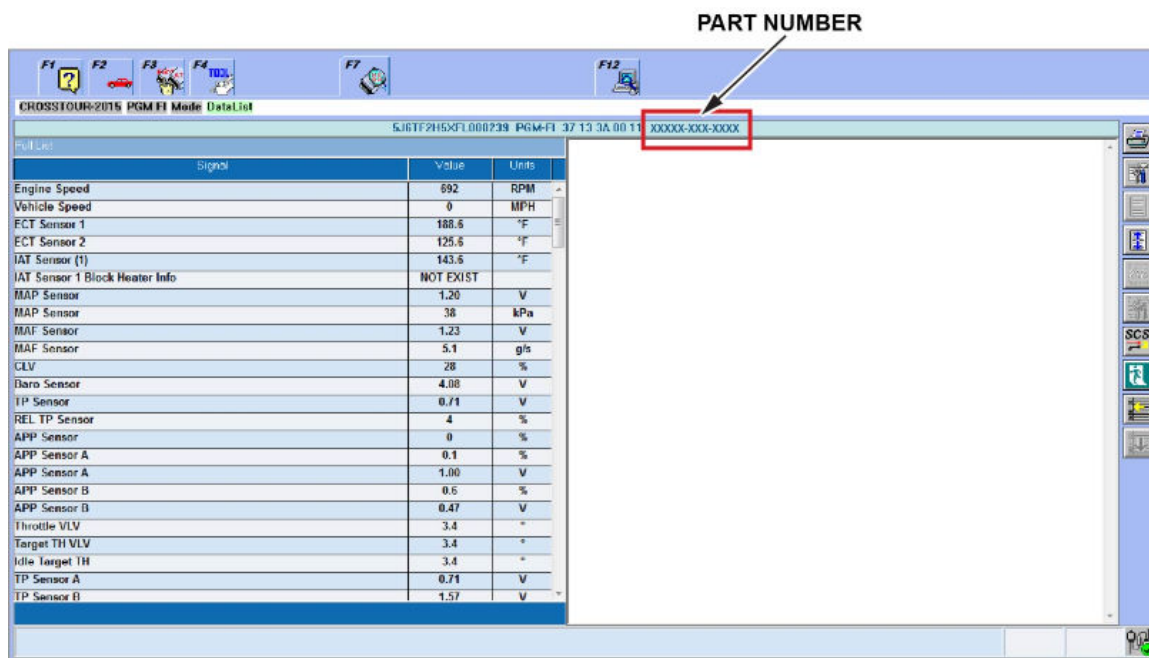 PART NUMBER
F1 F2 F3 F4 TOOL F7 F12
CROSSTOUR-2015 PGM FI Mode DataList
5J6TF2H5XFL000239 PGM-FI 37 13 3A 00 11 XXXXX-XXX-XXXX
Full List
Signal Value Units
Engine Speed 692 RPM
Vehicle Speed 0 MPH
ECT Sensor 1 188.6 °F
ECT Sensor 2 125.6 °F
IAT Sensor (1) 143.6 °F
IAT Sensor 1 Block Heater Info NOT EXIST
MAP Sensor 1.20 V
MAP Sensor 38 kPa
MAF Sensor 1.23 V
MAF Sensor 5.1 g/s
CLV 28 %
Baro Sensor 4.08 V
TP Sensor 0.71 V
REL TP Sensor 4 %
APP Sensor 0 %
APP Sensor A 0.1 %
APP Sensor A 1.00 V
APP Sensor B 0.6 %
APP Sensor B 0.47 V
Throttle VLV 3.4 °
Target TH VLV 3.4 °
Idle Target TH 3.4 °
TP Sensor A 0.71 V
TP Sensor B 1.57 V
SCS